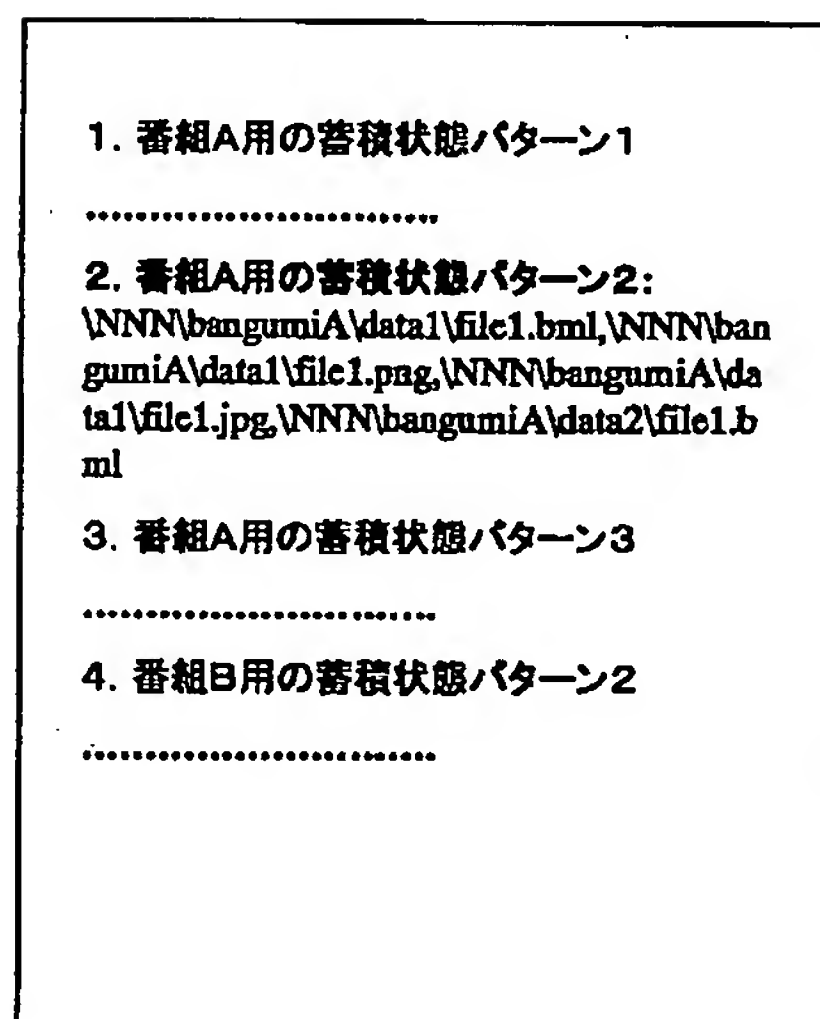 1. 番組A用の蓄積状態パターン1
............................
2. 番組A用の蓄積状態パターン2:
\NNN\bangumiA\data1\file1.bml,\NNN\ban
gumiA\data1\file1.png,\NNN\bangumiA\da
ta1\file1.jpg,\NNN\bangumiA\data2\file1.b
ml
3. 番組A用の蓄積状態パターン3
............................
4. 番組B用の蓄積状態パターン2
............................